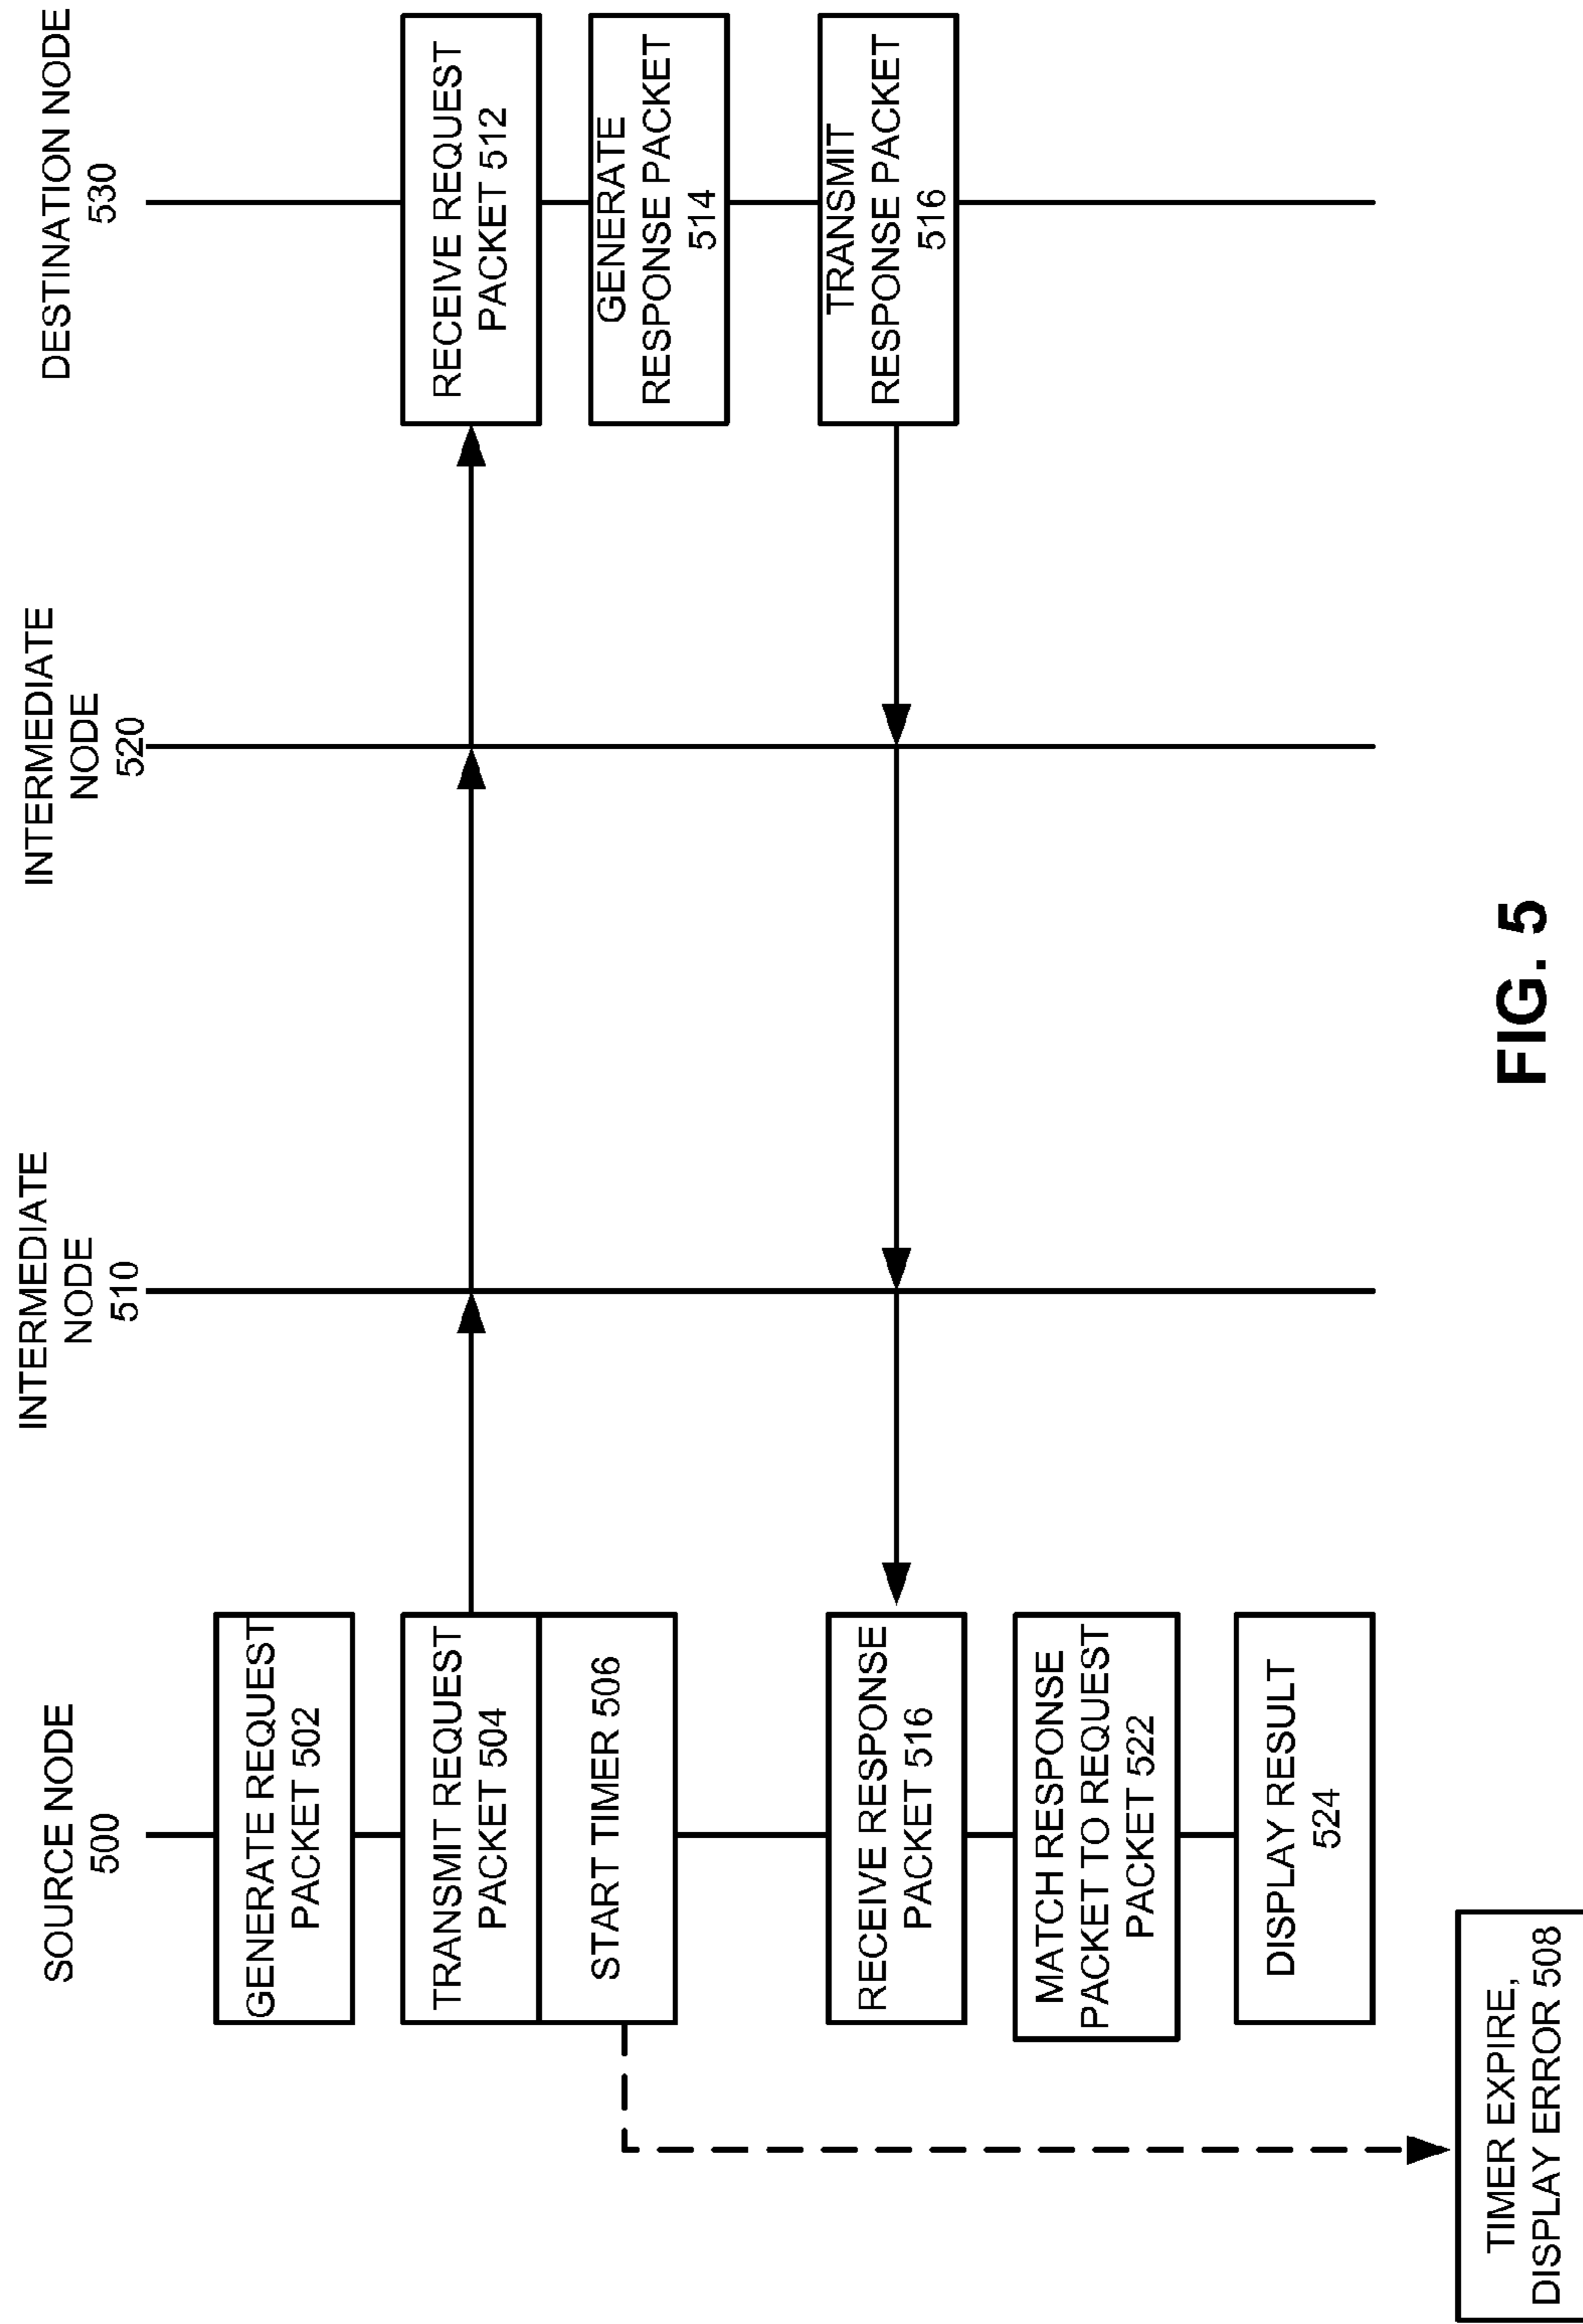 SOURCE NODE
500
INTERMEDIATE
NODE
510
INTERMEDIATE
NODE
520
DESTINATION NODE
530
GENERATE REQUEST
PACKET 502
TRANSMIT REQUEST
PACKET 504
START TIMER 506
RECEIVE REQUEST
PACKET 512
GENERATE
RESPONSE PACKET
514
TRANSMIT
RESPONSE PACKET
516
RECEIVE RESPONSE
PACKET 516
MATCH RESPONSE
PACKET TO REQUEST
PACKET 522
DISPLAY RESULT
524
TIMER EXPIRE,
DISPLAY ERROR 508
FIG. 5